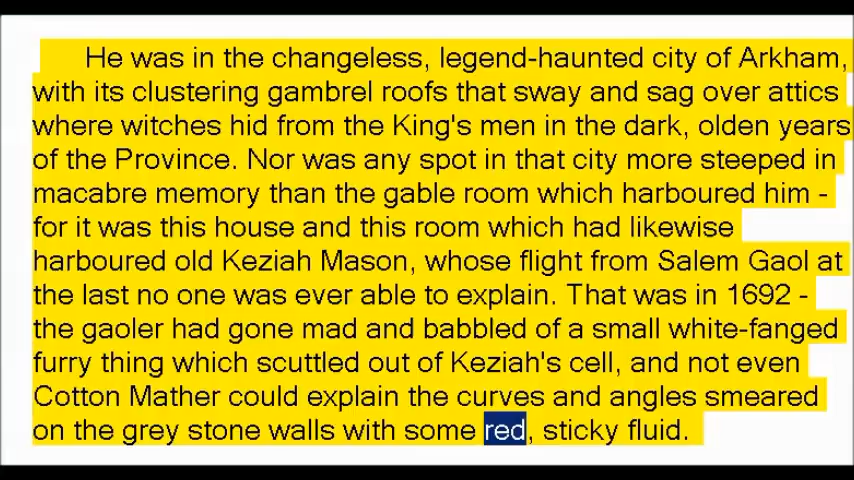 He was in the changeless, legend-haunted city of Arkham,
with its clustering gambrel roofs that sway and sag over attics
where witches hid from the King's men in the dark, olden years
of the Province. Nor was any spot in that city more steeped in
macabre memory than the gable room which harboured him -
for it was this house and this room which had likewise
harboured old Keziah Mason, whose flight from Salem Gaol at
the last no one was ever able to explain. That was in 1692 -
the gaoler had gone mad and babbled of a small white-fanged
furry thing which scuttled out of Keziah's cell, and not even
Cotton Mather could explain the curves and angles smeared
on the grey stone walls with some red, sticky fluid.